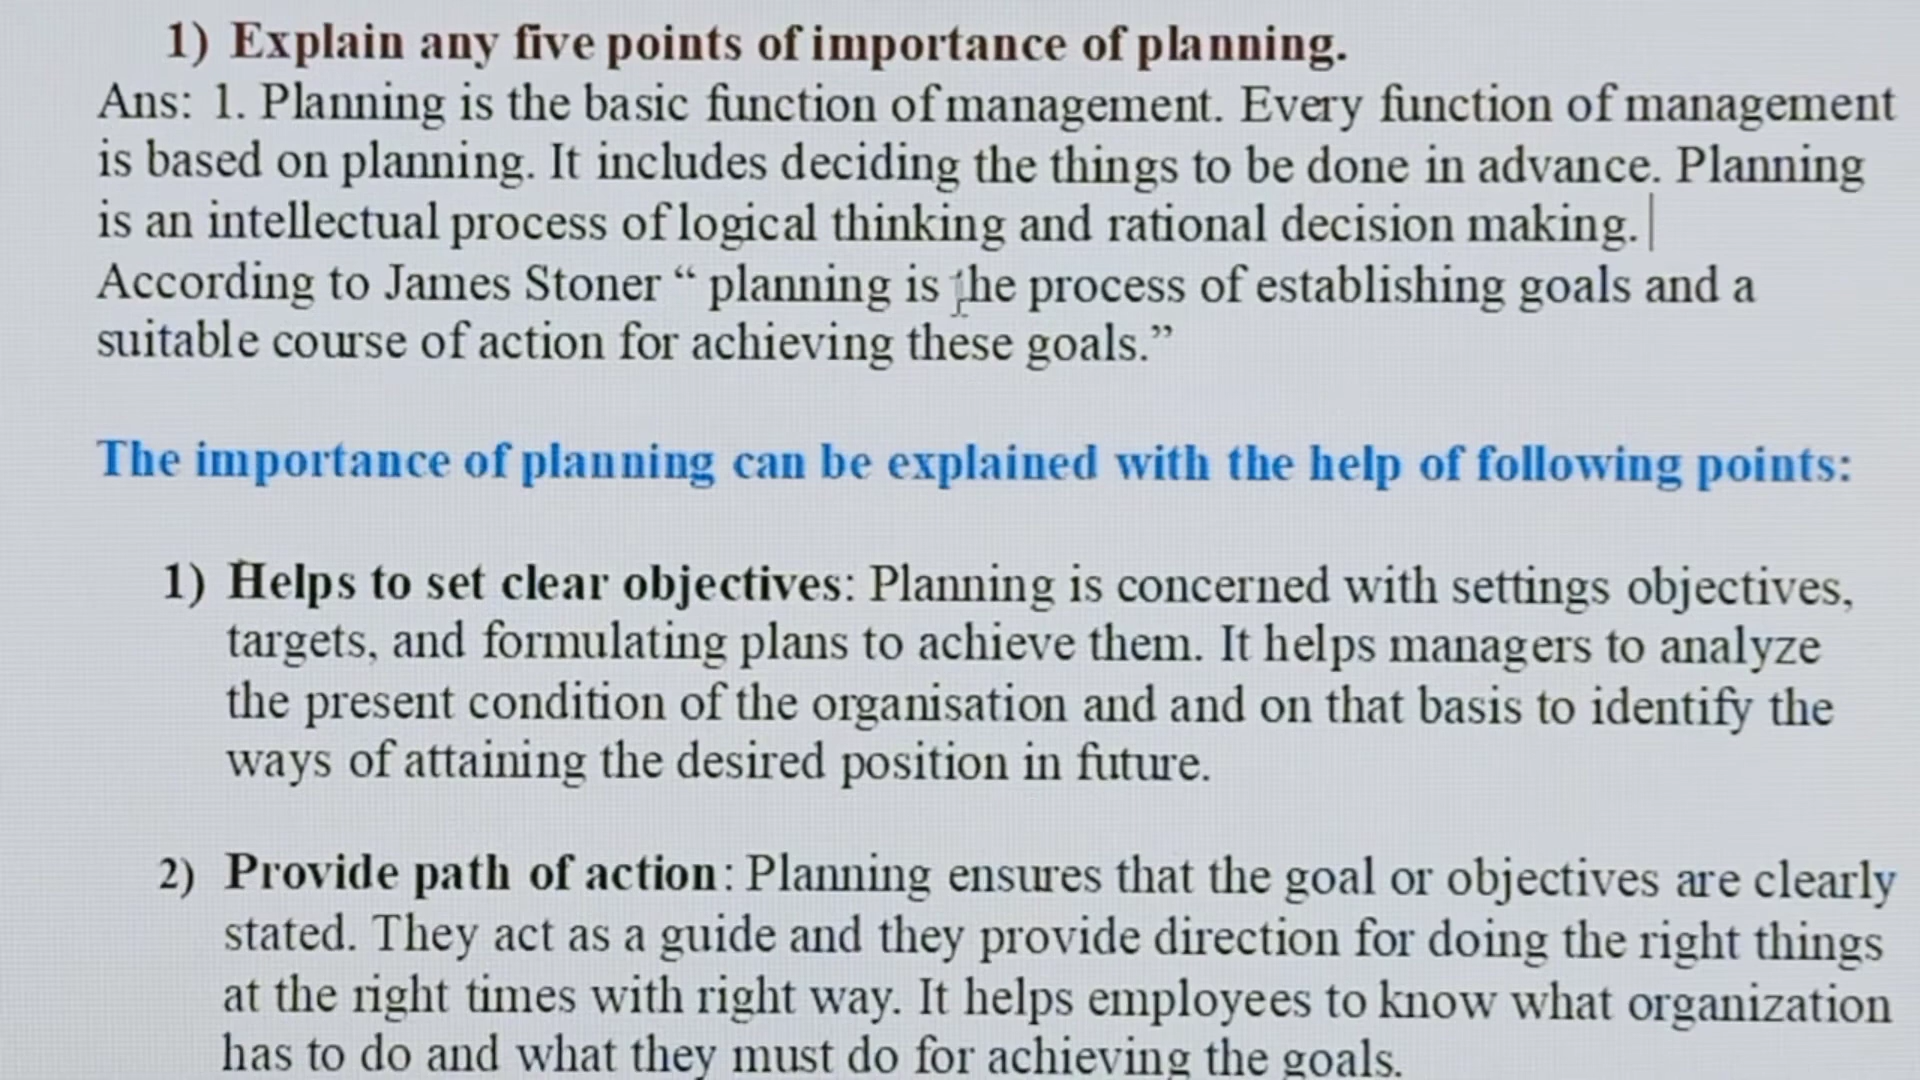 1) Explain any five points of importance of planning.
Ans: 1. Planning is the basic function of management. Every function of management
is based on planning. It includes deciding the things to be done in advance. Planning
is an intellectual process of logical thinking and rational decision making.
According to James Stoner “ planning is the process of establishing goals and a
suitable course of action for achieving these goals.”
The importance of planning can be explained with the help of following points:
1) Helps to set clear objectives: Planning is concerned with settings objectives,
targets, and formulating plans to achieve them. It helps managers to analyze
the present condition of the organisation and and on that basis to identify the
ways of attaining the desired position in future.
2) Provide path of action: Planning ensures that the goal or objectives are clearly
stated. They act as a guide and they provide direction for doing the right things
at the right times with right way. It helps employees to know what organization
has to do and what they must do for achieving the goals.